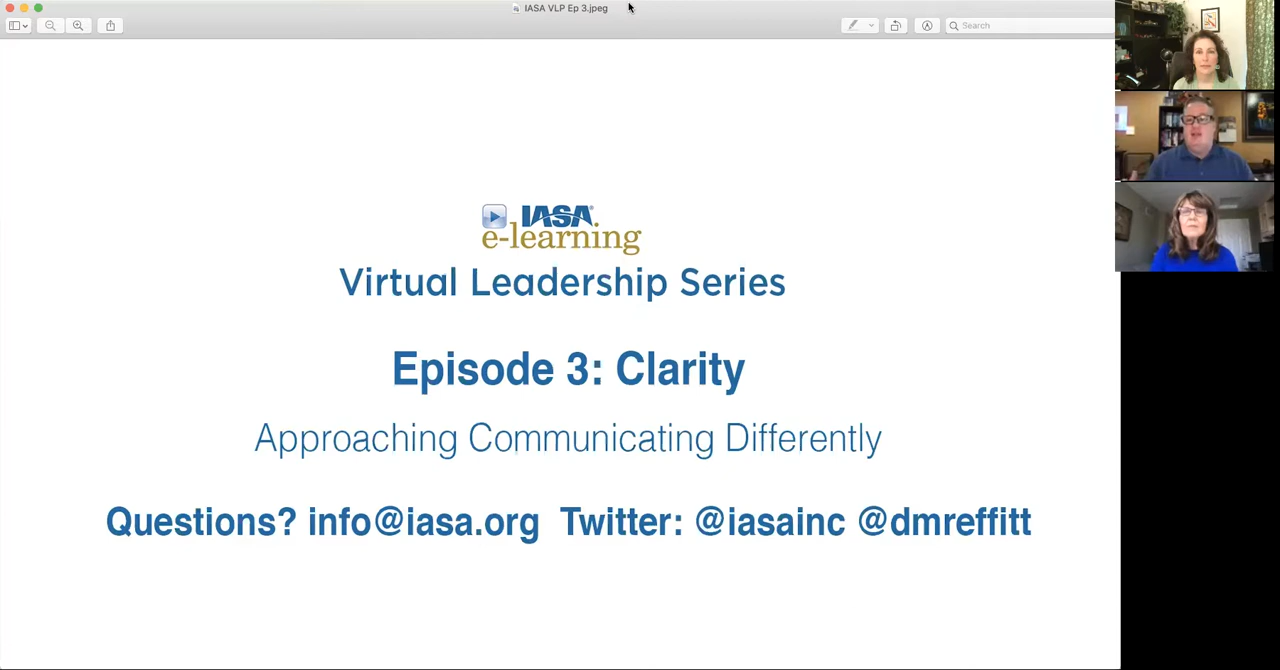 IASA VLP Ep 3.jpeg
Search
IASA®
e-learning
Virtual Leadership Series
Episode 3: Clarity
Approaching Communicating Differently
Questions? info@iasa.org Twitter: @iasainc @dmreffitt